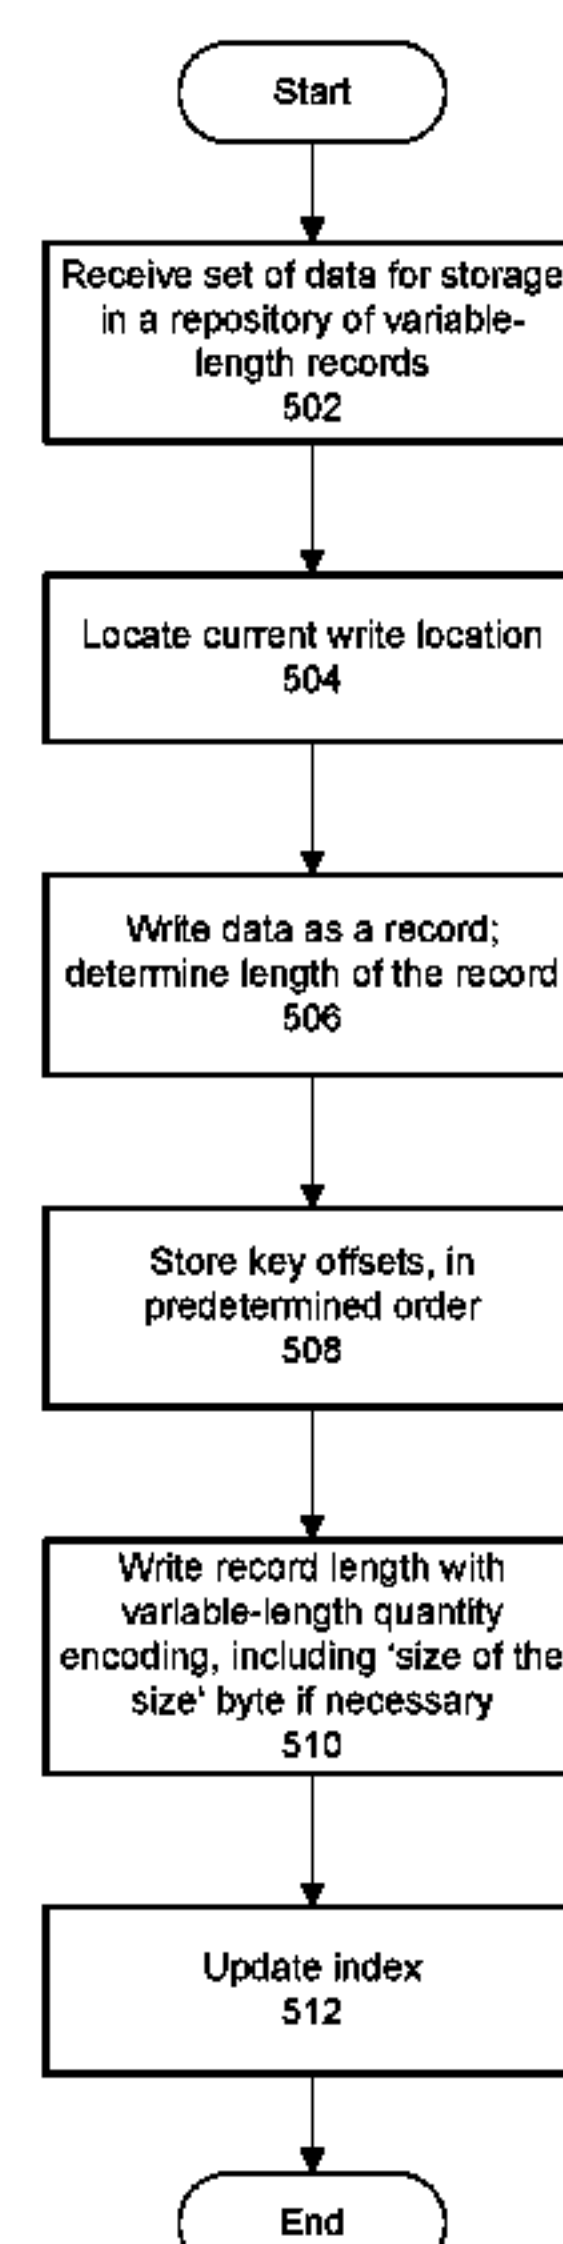 Start
Receive set of data for storage
in a repository of variable-
length records
502
Locate current write location
504
Write data as a record;
determine length of the record
506
Store key offsets, in
predetermined order
508
Write record length with
variable-length quantity
encoding, including 'size of the
size' byte if necessary
510
Update index
512
End